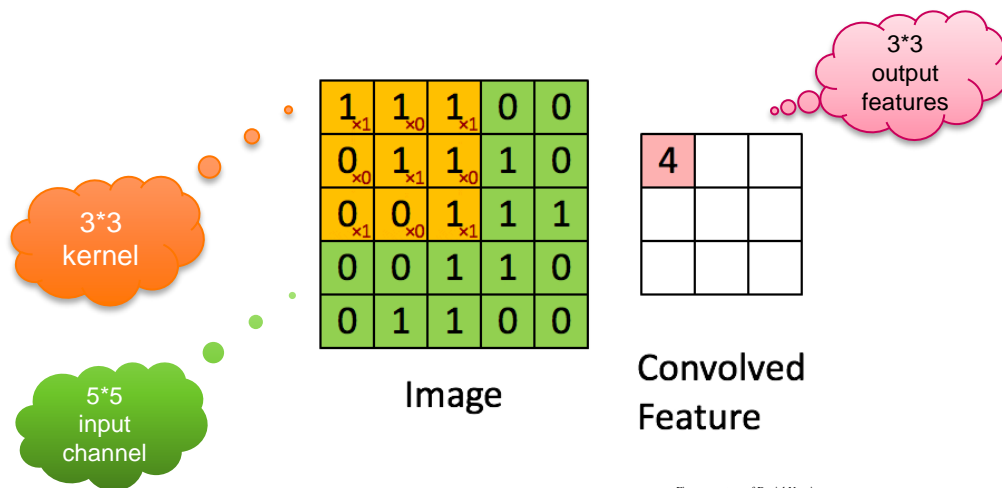 3*3
output
features
1×1 1×0 1×1 0 0
0×0 1×1 1×0 1 0
0×1 0×0 1×1 1 1
0 0 1 1 0
0 1 1 0 0
4
3*3
kernel
5*5
input
channel
Image
Convolved
Feature